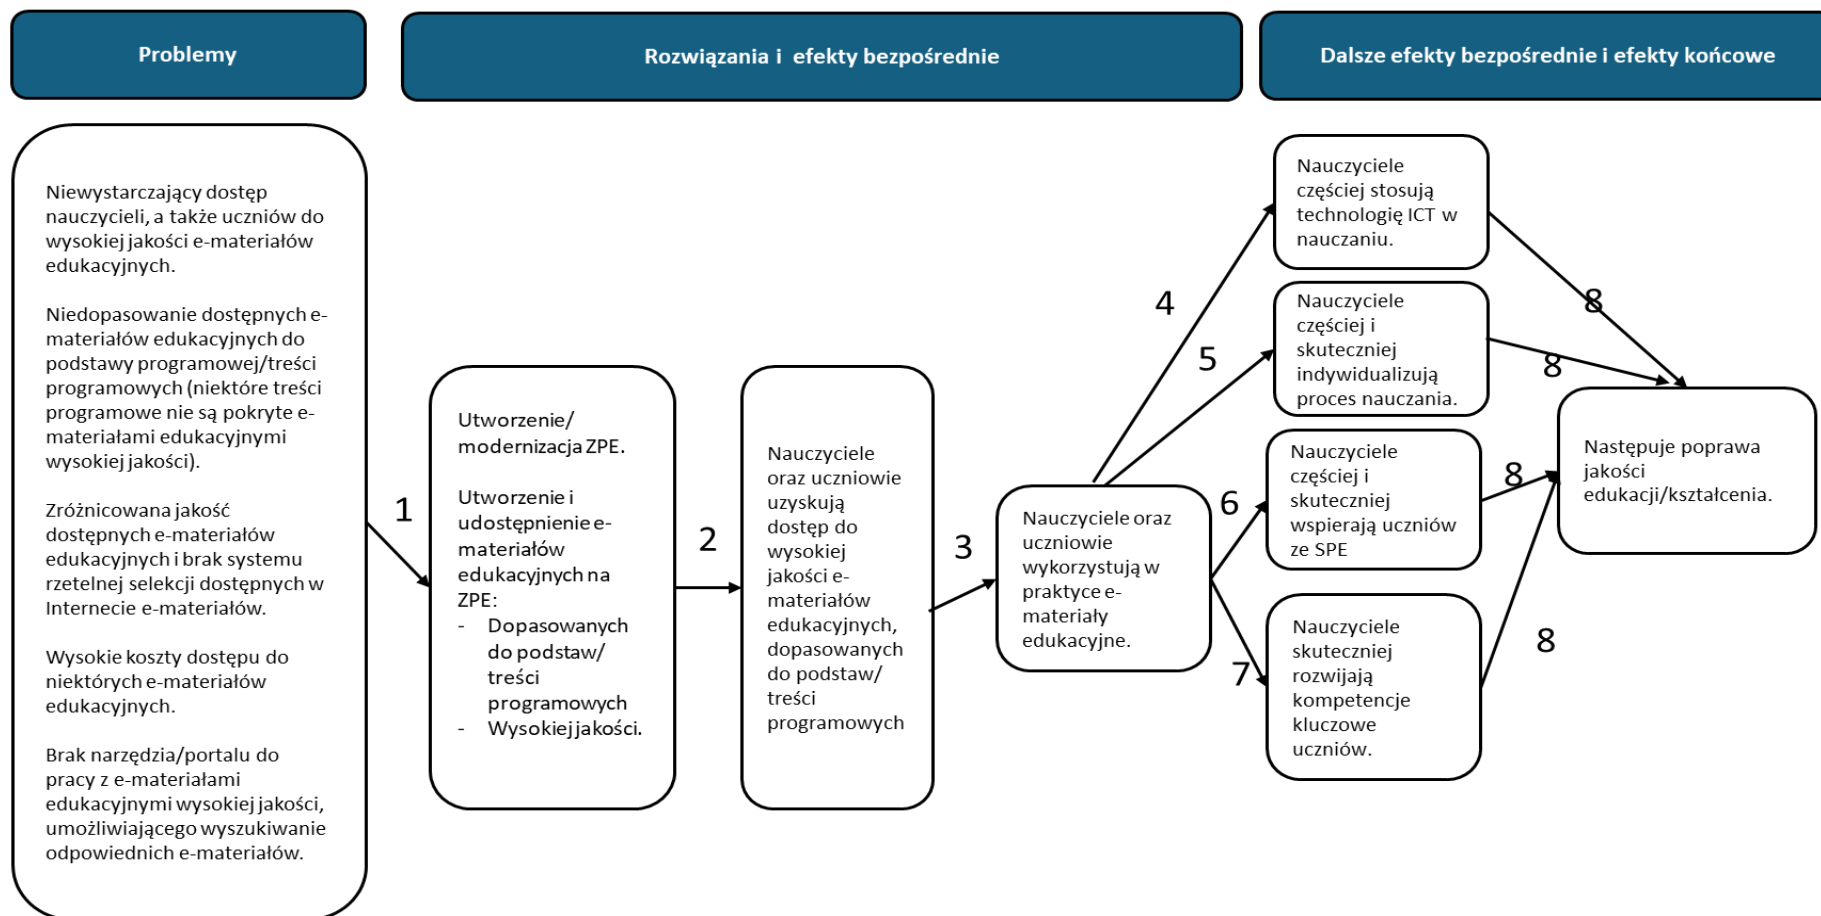 Problemy
Rozwiązania i efekty bezpośrednie
Dalsze efekty bezpośrednie i efekty końcowe
Niewystarczający dostęp
nauczycieli, a także uczniów do
wysokiej jakości e-materiałów
edukacyjnych.
Niedopasowanie dostępnych e-
materiałów edukacyjnych do
podstawy programowej/treści
programowych (niektóre treści
programowe nie są pokryte e-
materiałami edukacyjnymi
wysokiej jakości).
Zróżnicowana jakość
dostępnych e-materiałów
edukacyjnych i brak systemu
rzetelnej selekcji dostępnych w
Internecie e-materiałów.
Wysokie koszty dostępu do
niektórych e-materiałów
edukacyjnych.
Brak narzędzia/portalu do
pracy z e-materiałami
edukacyjnymi wysokiej jakości,
umożliwiającego wyszukiwanie
odpowiednich e-materiałów.
1
Utworzenie/
modernizacja ZPE.
Utworzenie i
udostępnienie e-
materiałów
edukacyjnych na
ZPE:
- Dopasowanych
do podstaw/
treści
programowych
- Wysokiej jakości.
2
Nauczyciele
oraz uczniowie
uzyskują
dostęp do
wysokiej
jakości e-
materiałów
edukacyjnych,
dopasowanych
do podstaw/
treści
programowych
3
Nauczyciele oraz
uczniowie
wykorzystują w
praktyce e-
materiały
edukacyjne.
4
5
6
7
Nauczyciele
częściej stosują
technologię ICT w
nauczaniu.
Nauczyciele
częściej i
skuteczniej
indywidualizują
proces nauczania.
Nauczyciele
częściej i
skuteczniej
wspierają uczniów
ze SPE
Nauczyciele
skuteczniej
rozwijają
kompetencje
kluczowe
uczniów.
8
8
8
8
Następuje poprawa
jakości
edukacji/kształcenia.